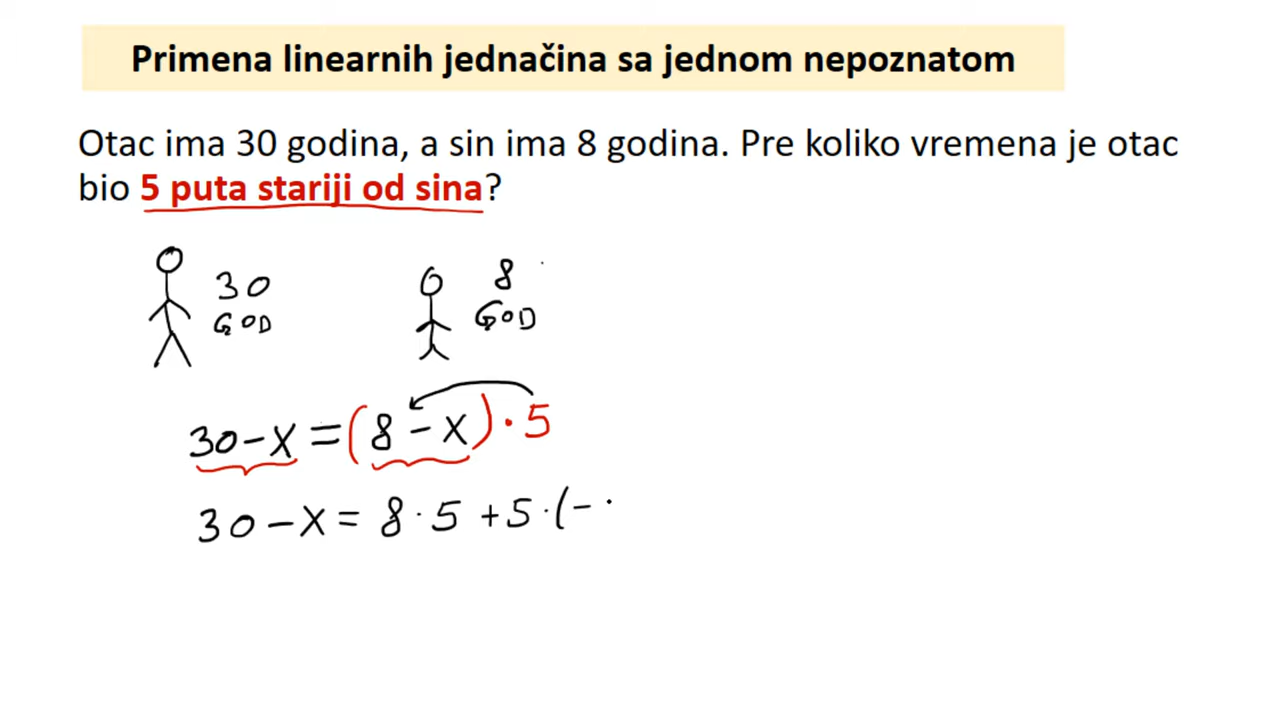 Primena linearnih jednačina sa jednom nepoznatom
Otac ima 30 godina, a sin ima 8 godina. Pre koliko vremena je otac
bio 5 puta stariji od sina?
30 8
GOD GOD
30-x=(8-x)·5
30-x=8·5+5·(-